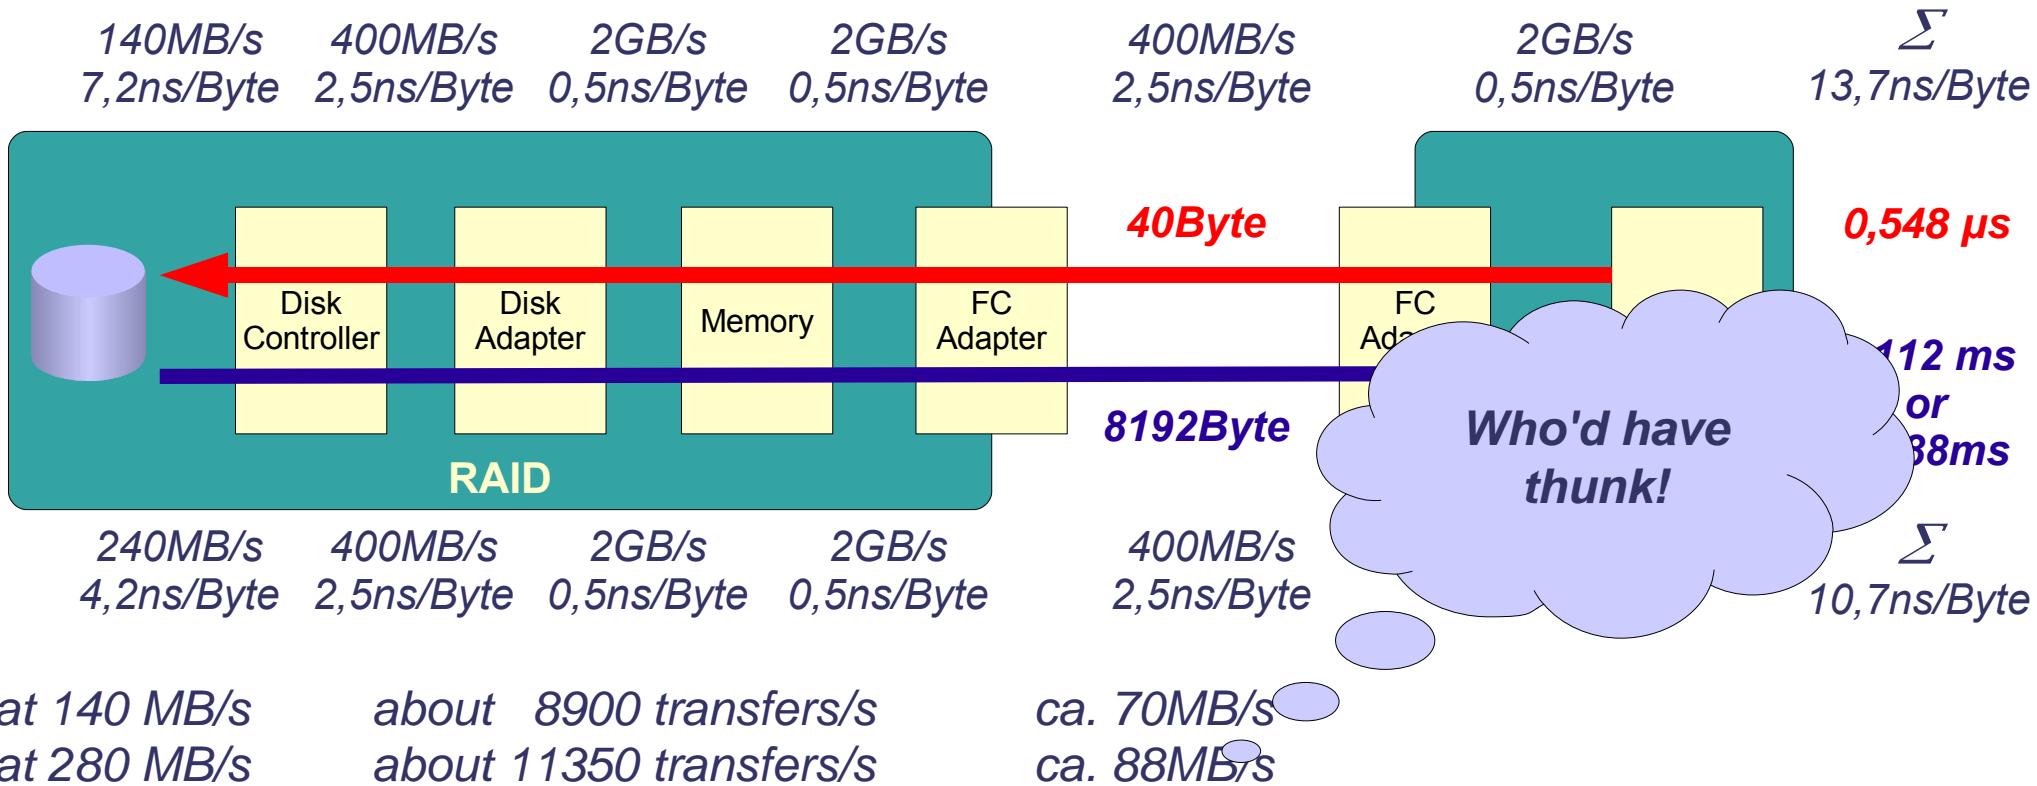 140MB/s 400MB/s 2GB/s 2GB/s 400MB/s 2GB/s Σ
7,2ns/Byte 2,5ns/Byte 0,5ns/Byte 0,5ns/Byte 2,5ns/Byte 0,5ns/Byte 13,7ns/Byte
40Byte 0,548 µs
Disk Controller
Disk Adapter
Memory
FC Adapter
FC
112 ms
or
8192Byte
Who'd have
thunk!
RAID
240MB/s 400MB/s 2GB/s 2GB/s 400MB/s Σ
4,2ns/Byte 2,5ns/Byte 0,5ns/Byte 0,5ns/Byte 2,5ns/Byte 10,7ns/Byte
at 140 MB/s about 8900 transfers/s ca. 70MB/s
at 280 MB/s about 11350 transfers/s ca. 88MB/s